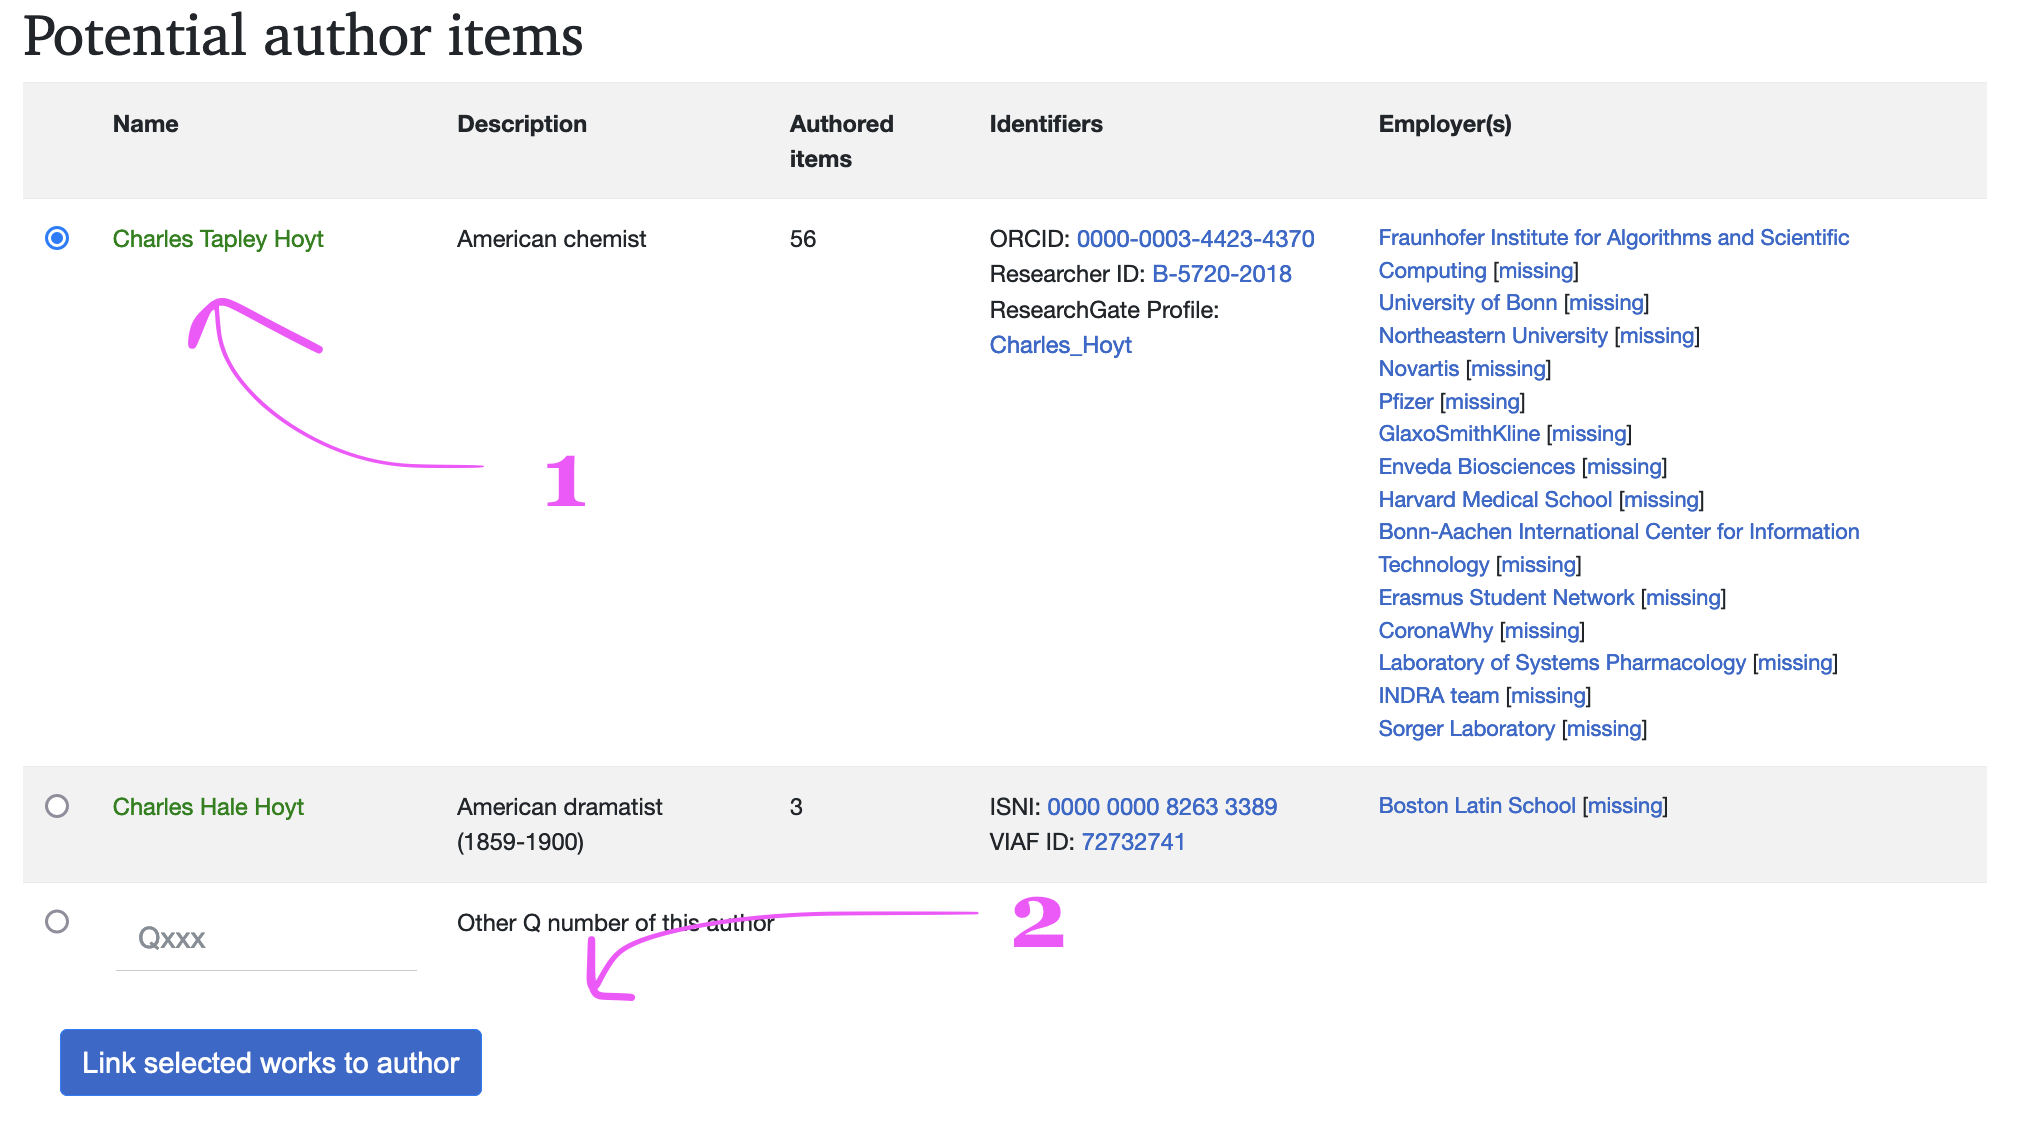 Potential author items
Name Description Authored items Identifiers Employer(s)
Charles Tapley Hoyt American chemist 56 ORCID: 0000-0003-4423-4370
Researcher ID: B-5720-2018
ResearchGate Profile:
Charles_Hoyt
Fraunhofer Institute for Algorithms and Scientific
Computing [missing]
University of Bonn [missing]
Northeastern University [missing]
Novartis [missing]
Pfizer [missing]
GlaxoSmithKline [missing]
Enveda Biosciences [missing]
Harvard Medical School [missing]
Bonn-Aachen International Center for Information
Technology [missing]
Erasmus Student Network [missing]
CoronaWhy [missing]
Laboratory of Systems Pharmacology [missing]
INDRA team [missing]
Sorger Laboratory [missing]
1
Charles Hale Hoyt American dramatist 3 ISNI: 0000 0000 8263 3389 Boston Latin School [missing]
(1859-1900) VIAF ID: 72732741
Qxxx Other Q number of this author
2
Link selected works to author